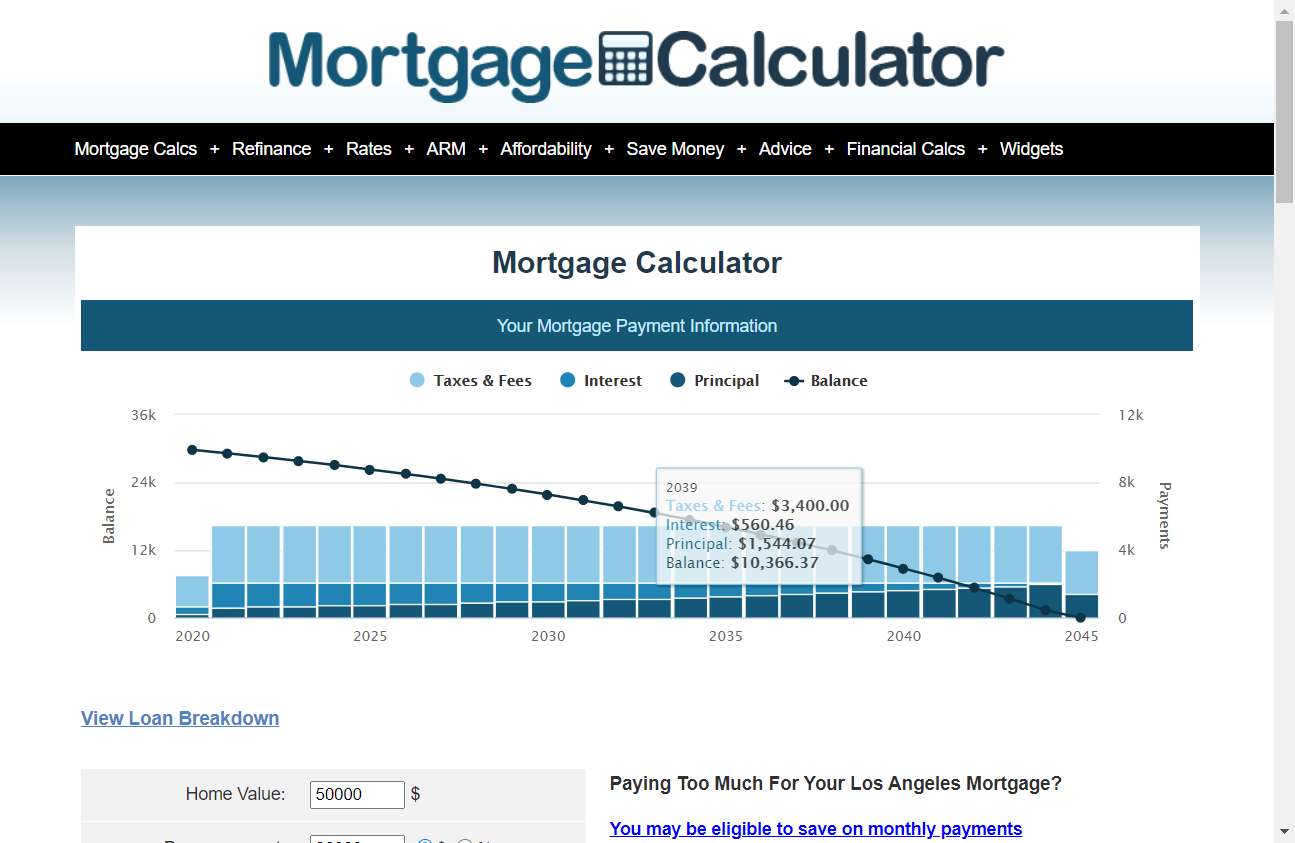 Mortgage Calculator
Mortgage Calcs + Refinance + Rates + ARM + Affordability + Save Money + Advice + Financial Calcs + Widgets
Mortgage Calculator
Your Mortgage Payment Information
Taxes & Fees Interest Principal Balance
36k 12k
24k 8k
12k 4k
0 0
Balance
Payments
2039
Taxes & Fees: $3,400.00
Interest: $560.46
Principal: $1,544.07
Balance: $10,366.37
2020 2025 2030 2035 2040 2045
View Loan Breakdown
Home Value: 50000 $
Paying Too Much For Your Los Angeles Mortgage?
You may be eligible to save on monthly payments